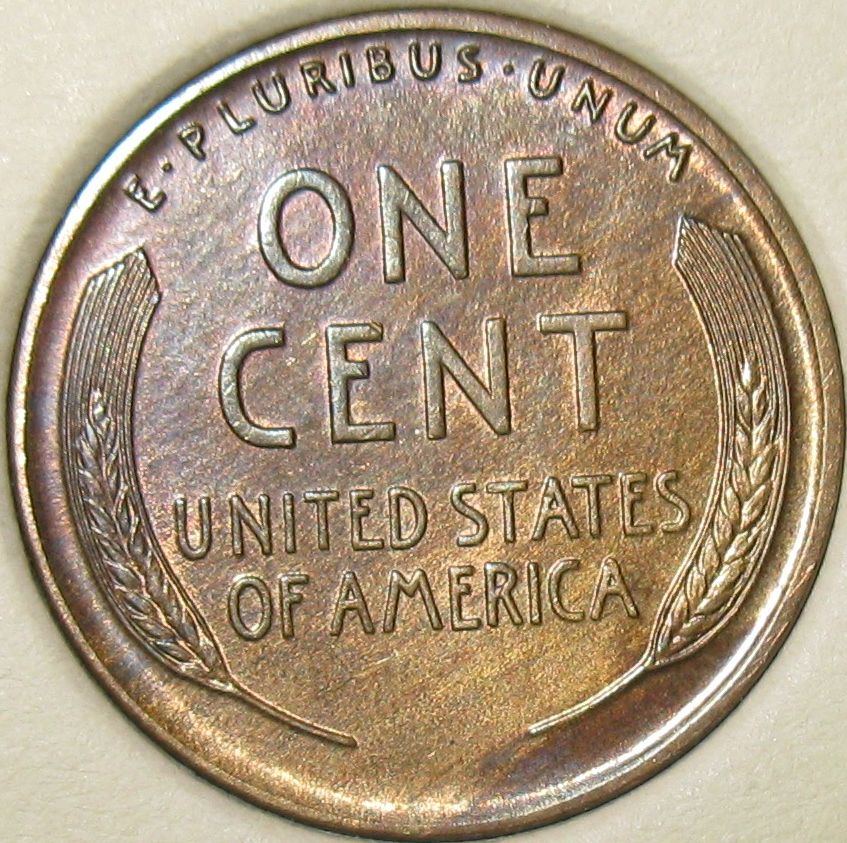 E·PLURIBUS·UNUM
ONE
CENT
UNITED STATES
OF AMERICA